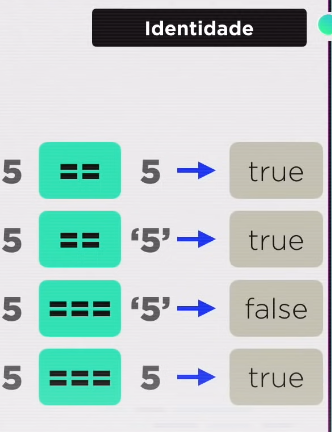 Identidade
5 == 5 → true
5 == ‘5’ → true
5 === ‘5’ → false
5 === 5 → true